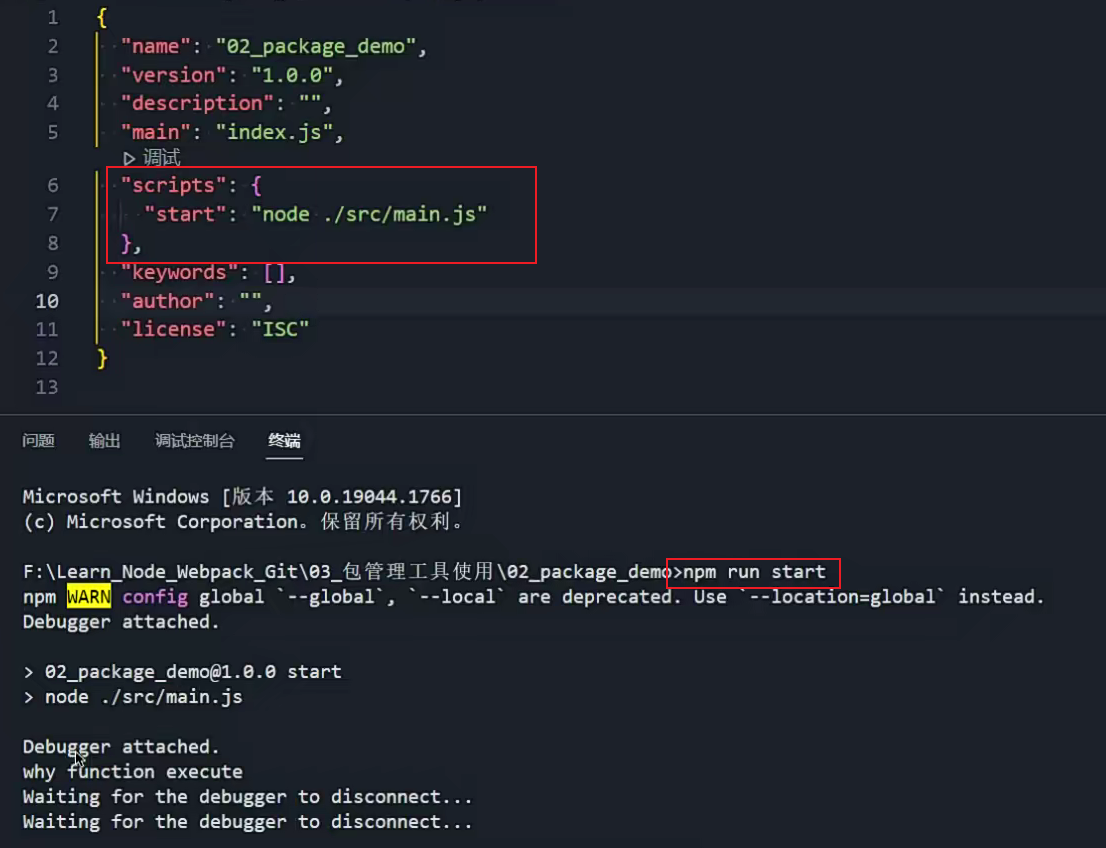 1 {
2 "name": "02_package_demo",
3 "version": "1.0.0",
4 "description": "",
5 "main": "index.js",
▷ 调试
6 "scripts": {
7 "start": "node ./src/main.js"
8 },
9 "keywords": [],
10 "author": "",
11 "license": "ISC"
12 }
13
问题 输出 调试控制台 终端
Microsoft Windows [版本 10.0.19044.1766]
(c) Microsoft Corporation。保留所有权利。
F:\Learn_Node_Webpack_Git\03_包管理工具使用\02_package_demo>npm run start
npm WARN config global `--global`, `--local` are deprecated. Use `--location=global` instead.
Debugger attached.
> 02_package_demo@1.0.0 start
> node ./src/main.js
Debugger attached.
why function execute
Waiting for the debugger to disconnect...
Waiting for the debugger to disconnect...